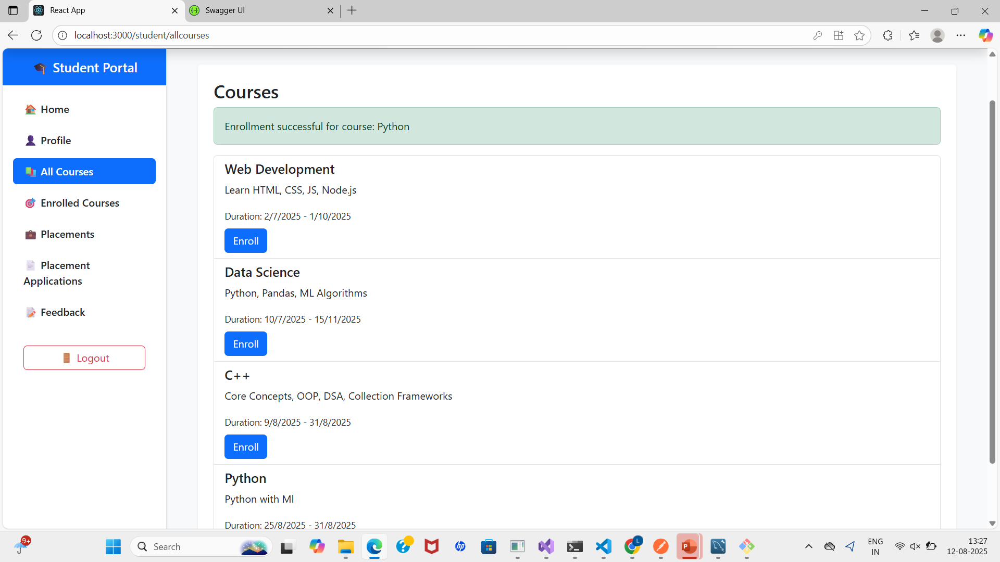 React App
Swagger UI
localhost:3000/student/allcourses
Student Portal
Home
Profile
All Courses
Enrolled Courses
Placements
Placement
Applications
Feedback
Logout
Courses
Enrollment successful for course: Python
Web Development
Learn HTML, CSS, JS, Node.js
Duration: 2/7/2025 - 1/10/2025
Enroll
Data Science
Python, Pandas, ML Algorithms
Duration: 10/7/2025 - 15/11/2025
Enroll
C++
Core Concepts, OOP, DSA, Collection Frameworks
Duration: 9/8/2025 - 31/8/2025
Enroll
Python
Python with Ml
Duration: 25/8/2025 - 31/8/2025
9+
Search
hp
L
P
ENG
IN
13:27
12-08-2025